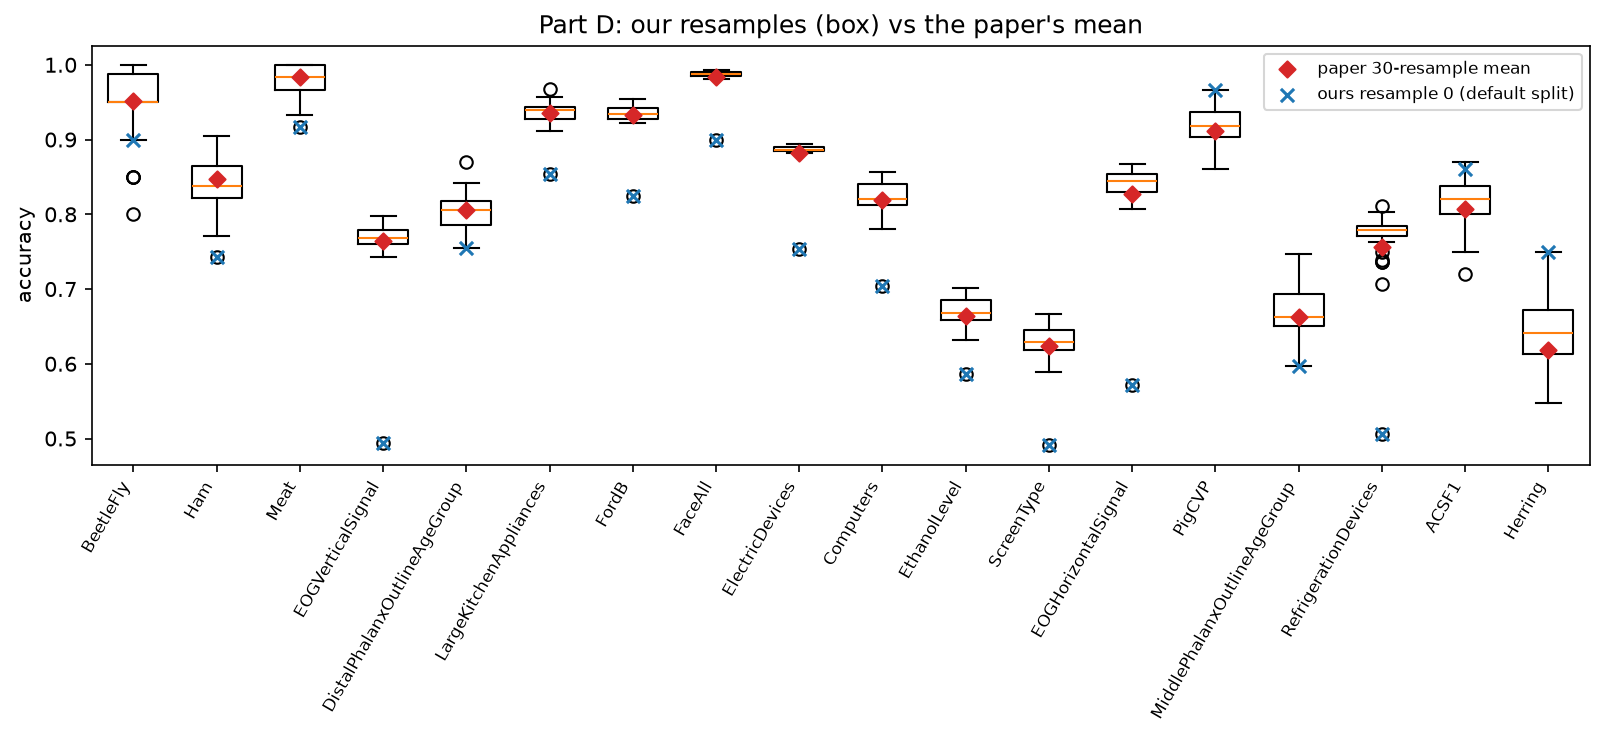 Part D: our resamples (box) vs the paper's mean
paper 30-resample mean
ours resample 0 (default split)
accuracy
1.0
0.9
0.8
0.7
0.6
0.5
BeetleFly
Ham
Meat
EOGVerticalSignal
DistalPhalanxOutlineAgeGroup
LargeKitchenAppliances
FordB
FaceAll
ElectricDevices
Computers
EthanolLevel
ScreenType
EOGHorizontalSignal
PigCVP
MiddlePhalanxOutlineAgeGroup
RefrigerationDevices
ACSF1
Herring